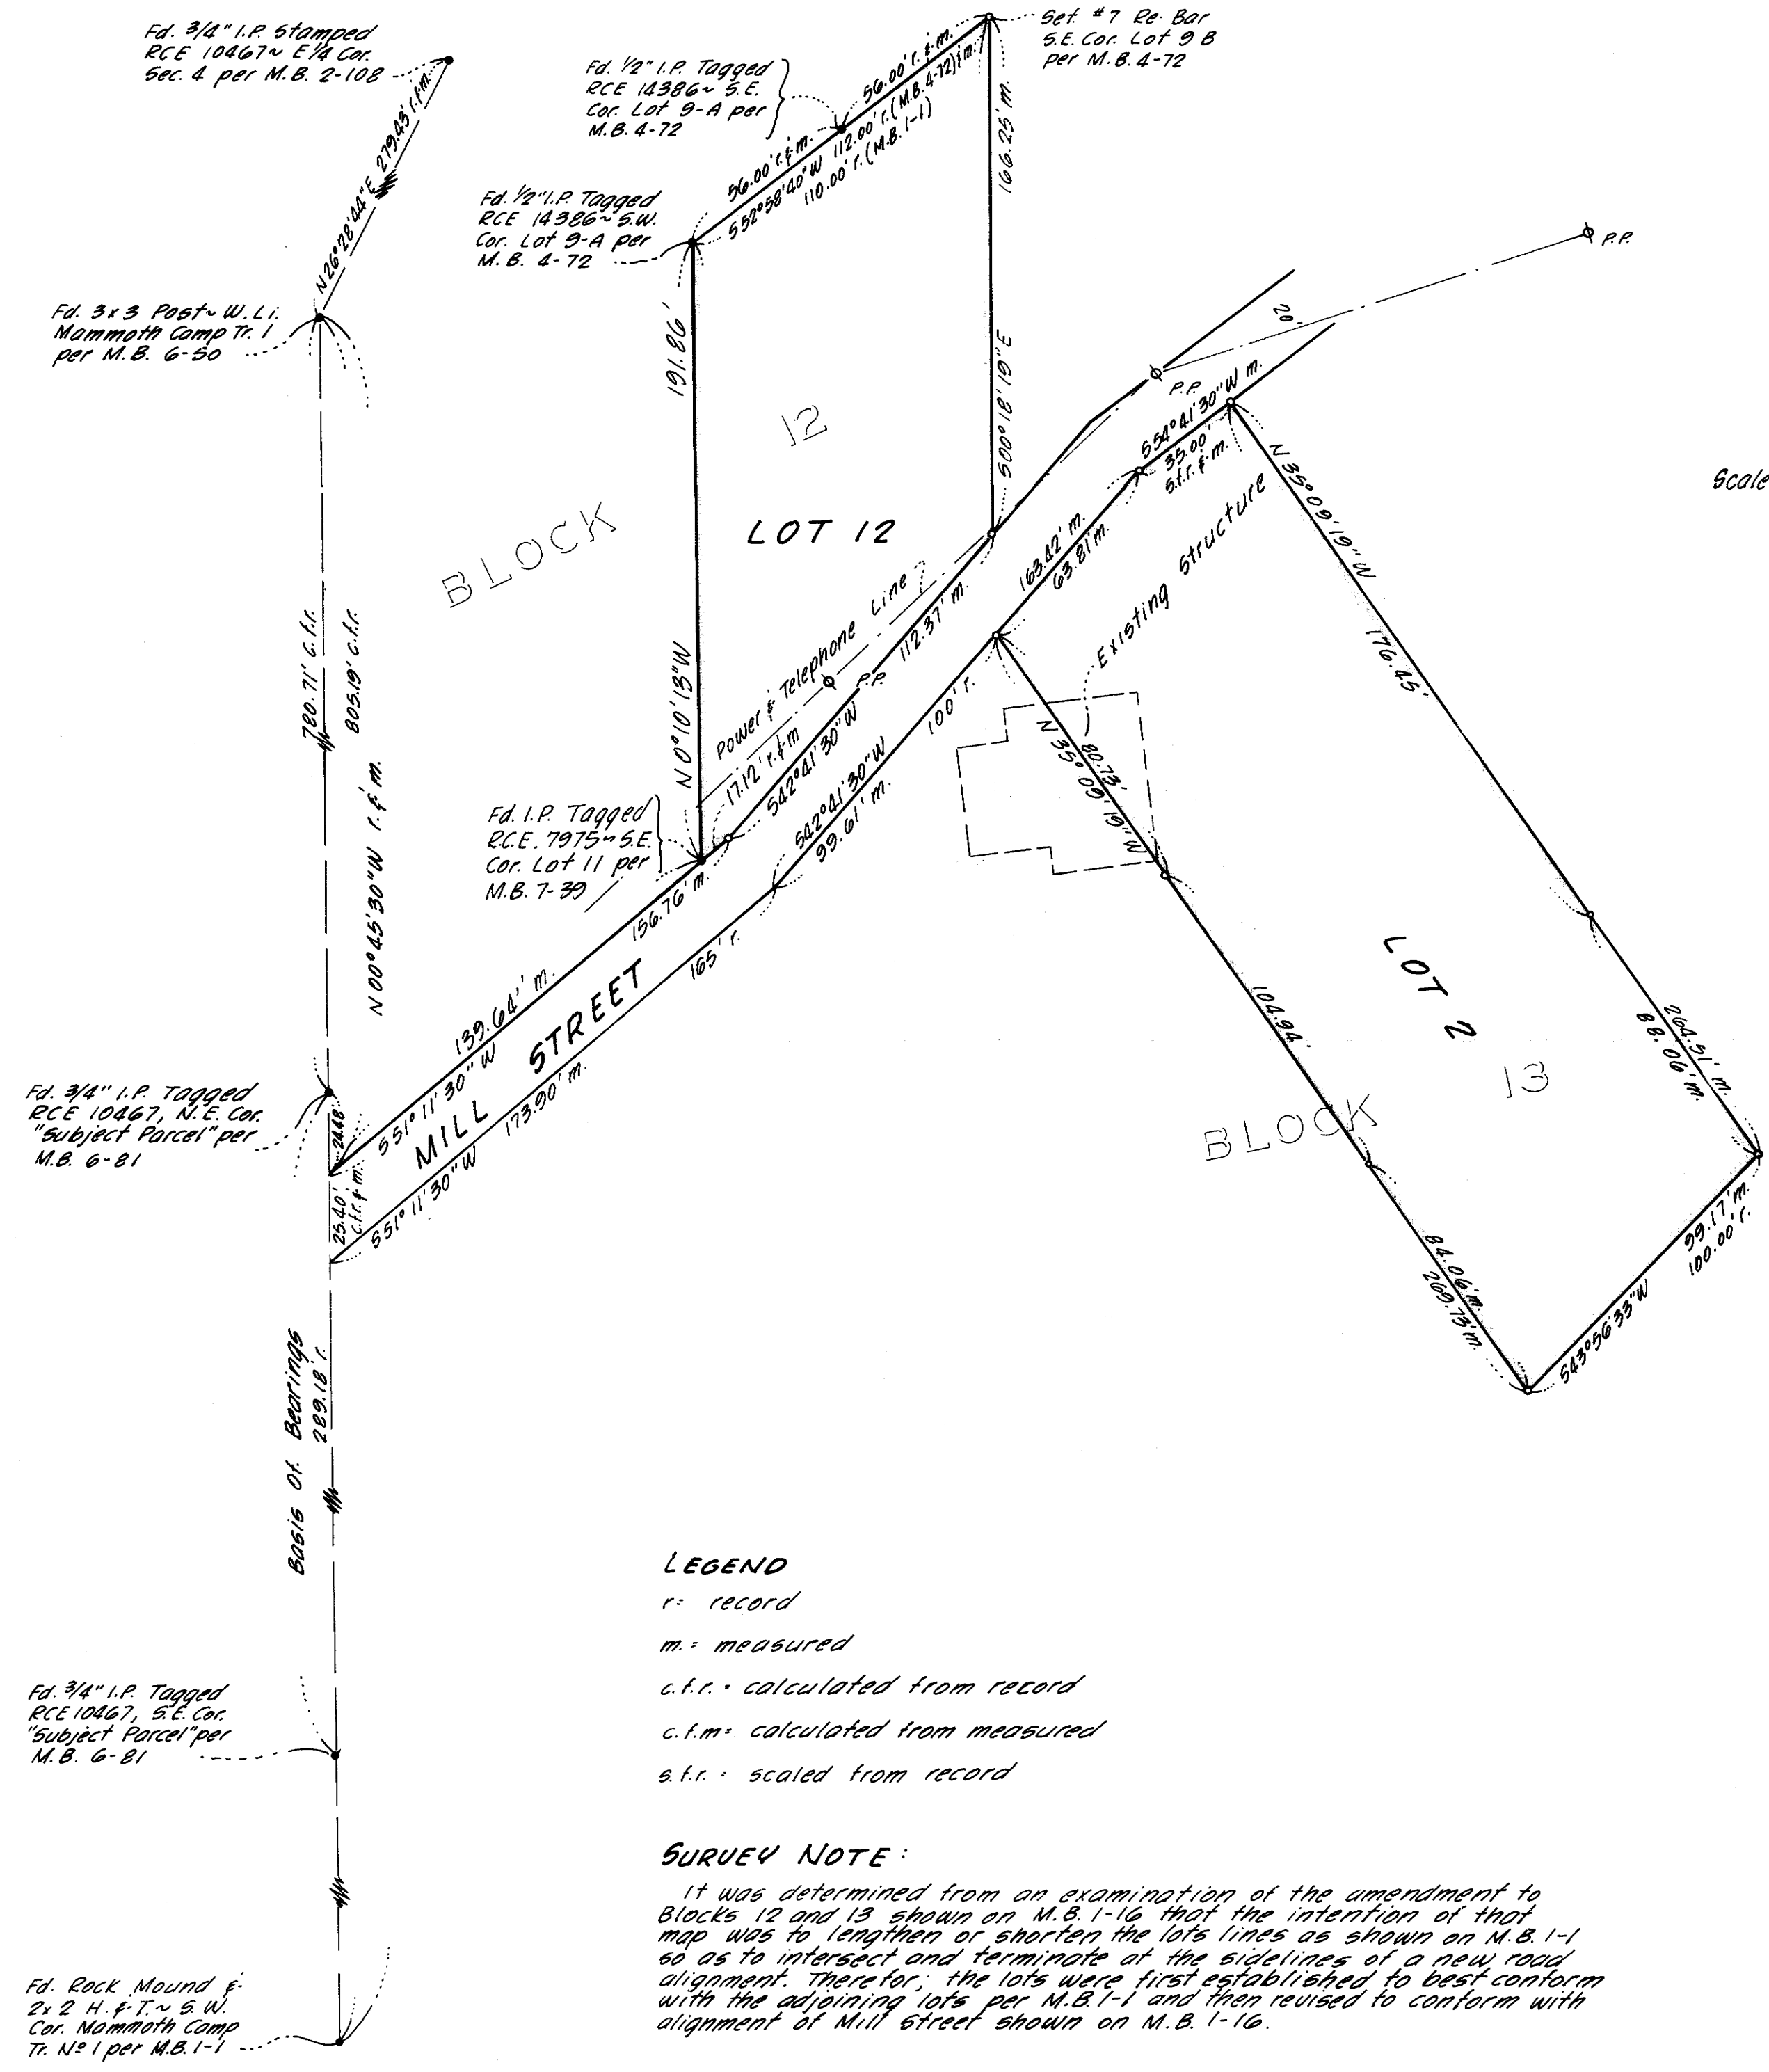 Fd. 3/4" I.P. Stamped
RCE 10467~ E 1/4 Cor.
Sec. 4 per M.B. 2-108
N 26° 28' 44" E 279.43' r.f.m.
Fd. 1/2" I.P. Tagged
RCE 14386~ S.E.
Cor. Lot 9-A per
M.B. 4-72
Set #7 Re-Bar
S.E. Cor. Lot 9 B
per M.B. 4-72
56.00' r. & m.
56.00' r. & m.
S52° 58' 40" W 112.00' r. (M.B. 4-72) & m.
110.00' r. (M.B. 1-1)
Fd. 1/2" I.P. Tagged
RCE 14386~ S.W.
Cor. Lot 9-A per
M.B. 4-72
Fd. 3x3 Post~ W. Li.
Mammoth Camp Tr. 1
per M.B. 6-50
166.25' m.
S00° 18' 19" E
191.86'
N 0° 10' 13" W
12
LOT 12
BLOCK
P.P.
20'
P.P.
S54° 41' 30" W m.
35.00'
s.f.r. & m.
Scale
N 35° 09' 19" W
176.45'
Existing Structure
163.42' m.
63.81' m.
Power & Telephone Line
112.37' m.
P.P.
17.12' r. & m
S42° 41' 30" W
S42° 41' 30" W
99.61' m.
100' r.
80.73'
N 35° 09' 19" W
780.71' c.f.r.
805.19' c.f.r.
N 00° 45' 30" W r. & m.
Fd. I.P. Tagged
R.C.E. 7975~ S.E.
Cor. Lot 11 per
M.B. 7-39
156.76' m.
139.64' m.
S51° 11' 30" W
MILL STREET
165' r.
173.90' m.
S51° 11' 30" W
Fd. 3/4" I.P. Tagged
RCE 10467, N.E. Cor.
"Subject Parcel" per
M.B. 6-81
24.48'
25.40'
c.f.r. & m.
LOT 2
104.94'
264.51' m.
88.06' m.
13
BLOCK
84.06' m.
269.73' m.
99.17' m.
100.00' r.
S43° 56' 33" W
Basis Of Bearings
289.18' r.
Fd. 3/4" I.P. Tagged
RCE 10467, S.E. Cor.
"Subject Parcel" per
M.B. 6-81
Fd. Rock Mound &
2x2 H. & T.~ S.W.
Cor. Mammoth Camp
Tr. Nº 1 per M.B. 1-1
LEGEND
r = record
m. = measured
c.f.r. = calculated from record
c.f.m = calculated from measured
s.f.r. = scaled from record
SURVEY NOTE:
It was determined from an examination of the amendment to
Blocks 12 and 13 shown on M.B. 1-16 that the intention of that
map was to lengthen or shorten the lots lines as shown on M.B. 1-1
so as to intersect and terminate at the sidelines of a new road
alignment. Therefor; the lots were first established to best conform
with the adjoining lots per M.B. 1-1 and then revised to conform with
alignment of Mill Street shown on M.B. 1-16.